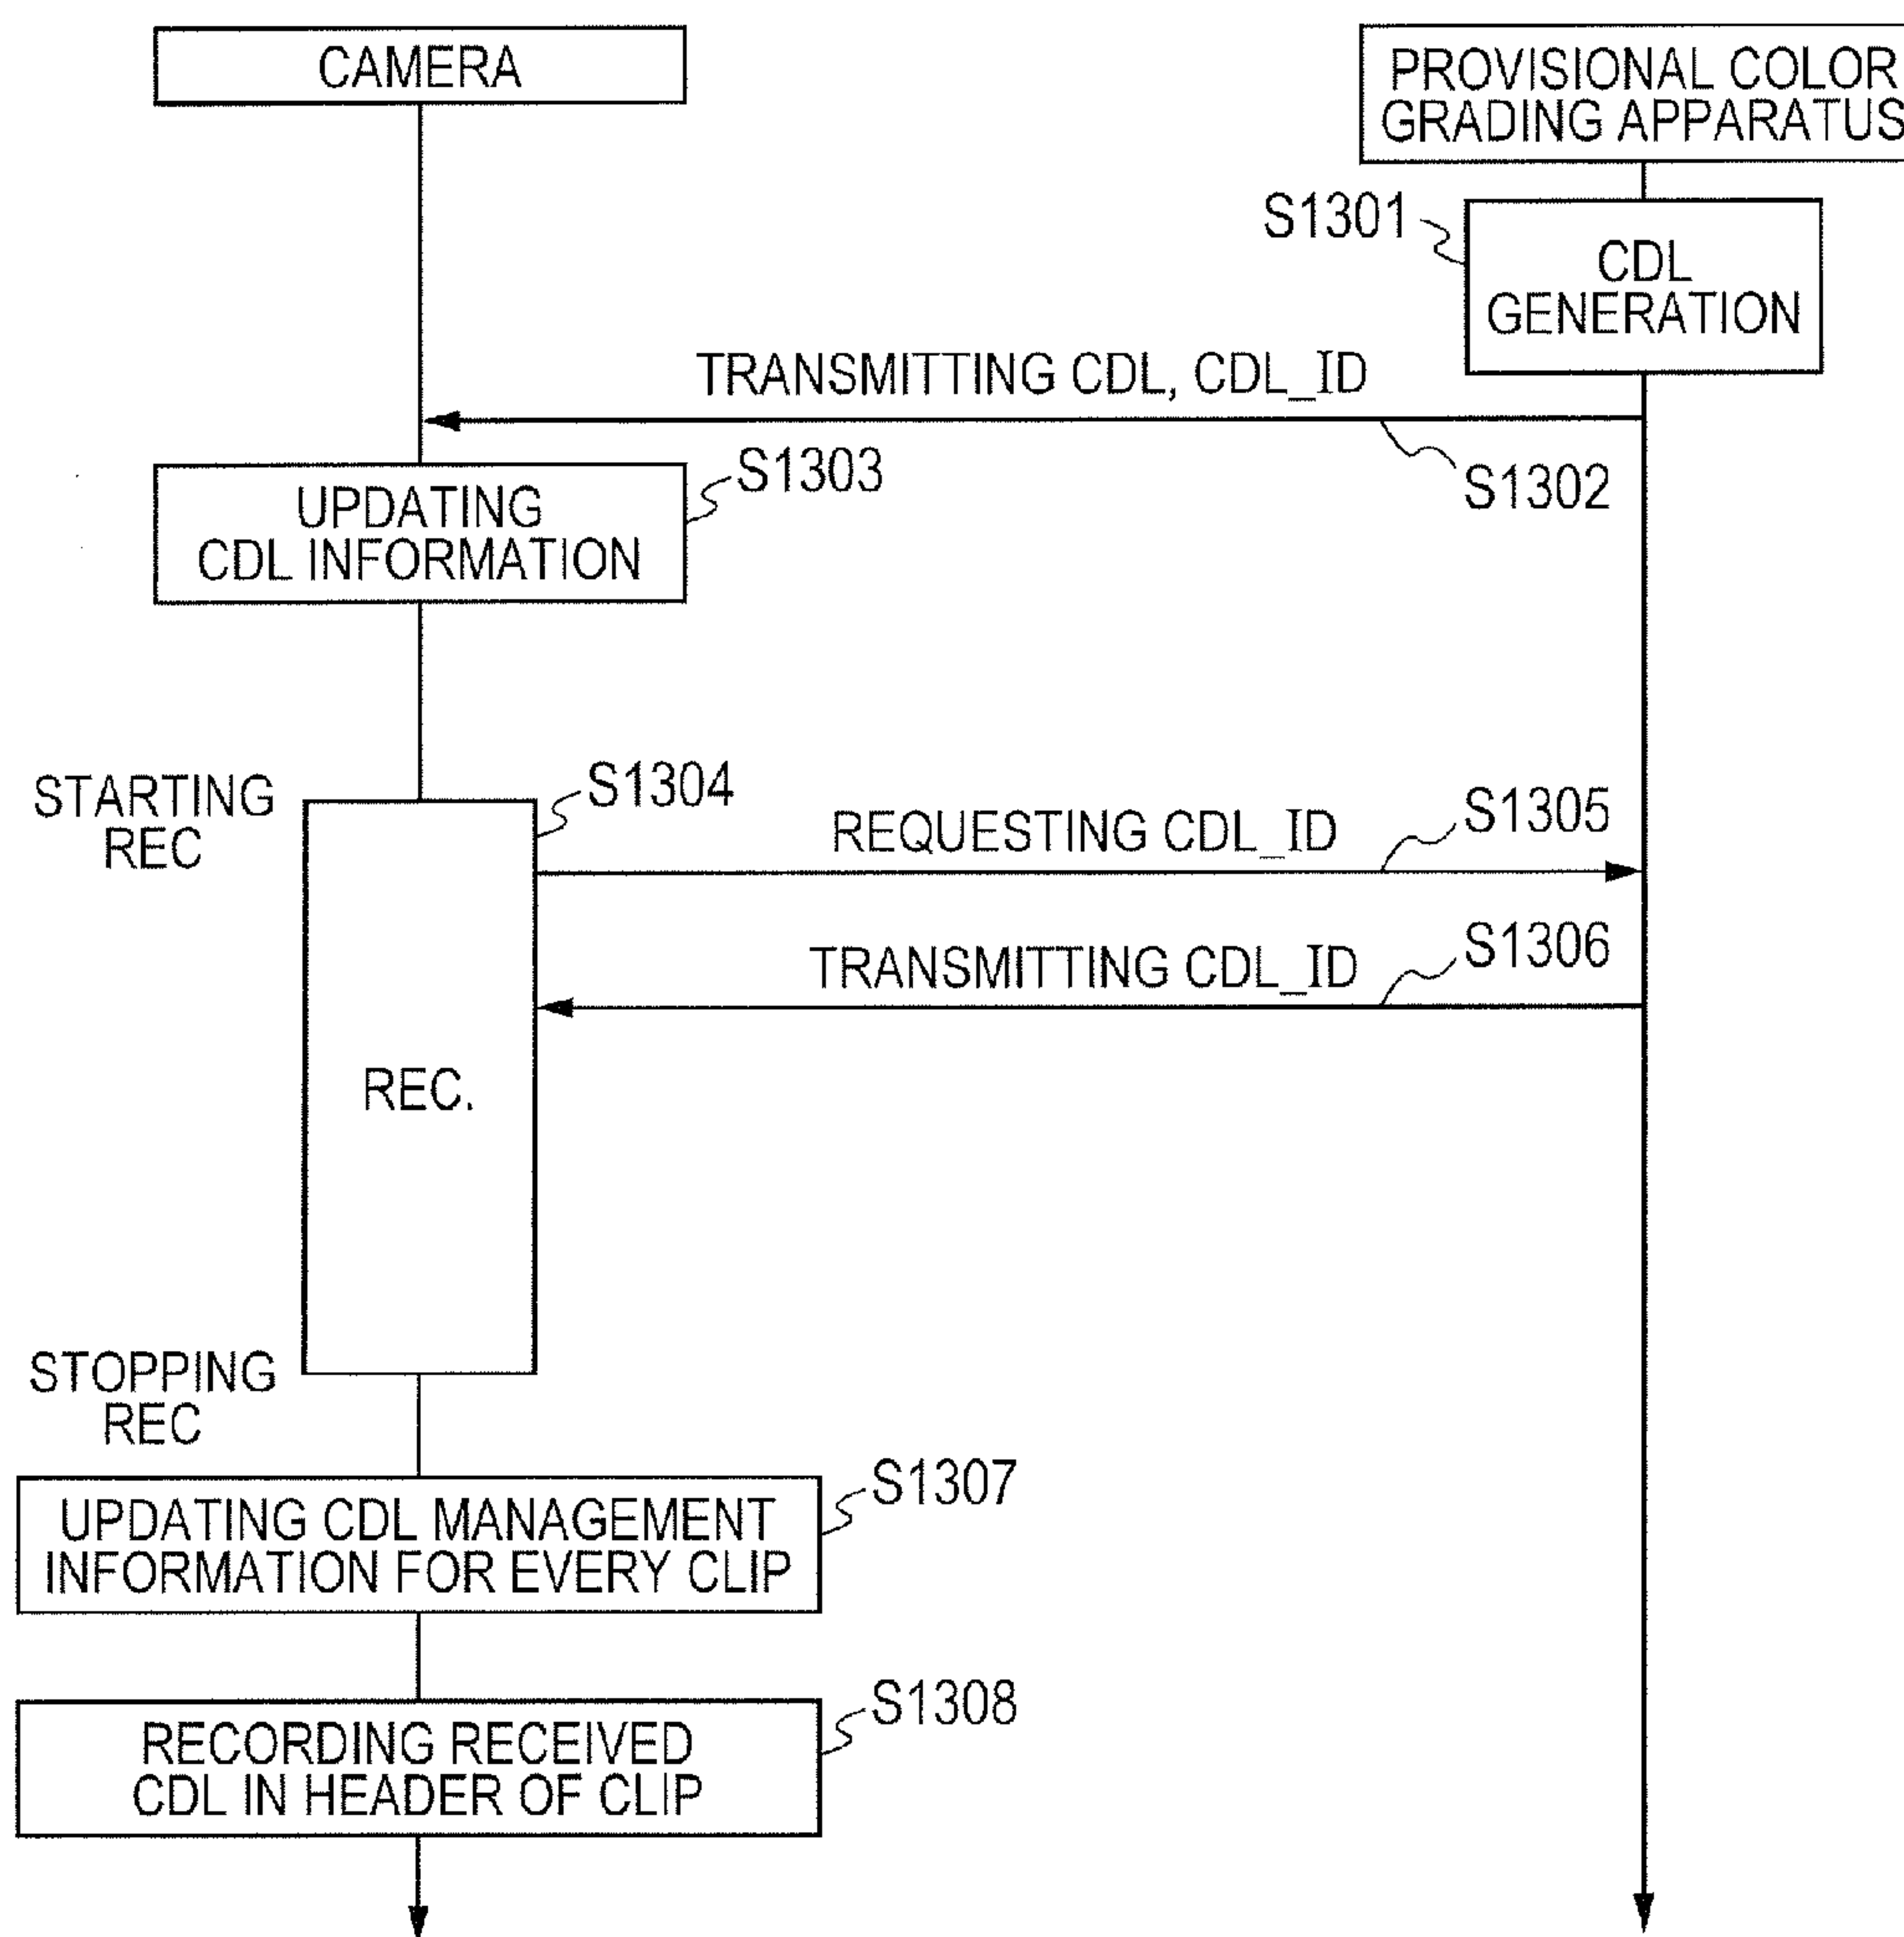 CAMERA
PROVISIONAL COLOR
GRADING APPARATUS
S1301
CDL
GENERATION
TRANSMITTING CDL, CDL_ID
S1302
S1303
UPDATING
CDL INFORMATION
STARTING
REC
S1304
REQUESTING CDL_ID
S1305
TRANSMITTING CDL_ID
S1306
REC.
STOPPING
REC
S1307
UPDATING CDL MANAGEMENT
INFORMATION FOR EVERY CLIP
S1308
RECORDING RECEIVED
CDL IN HEADER OF CLIP